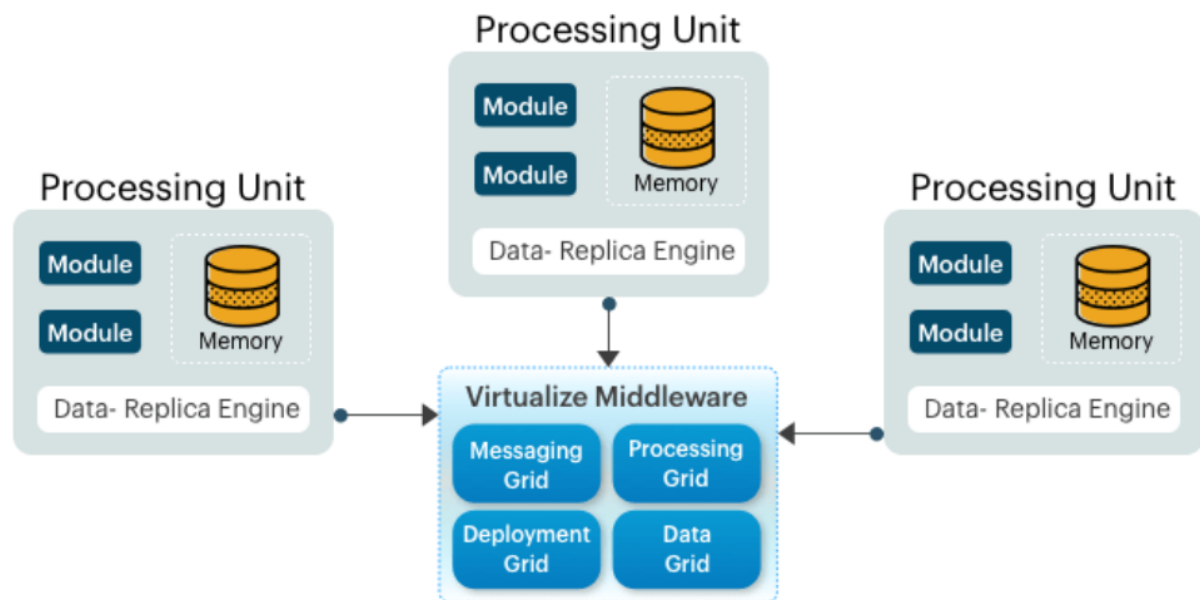 Processing Unit
Module
Module
Memory
Data- Replica Engine
Processing Unit
Module
Module
Memory
Data- Replica Engine
Processing Unit
Module
Module
Memory
Data- Replica Engine
Virtualize Middleware
Messaging
Grid
Processing
Grid
Deployment
Grid
Data
Grid